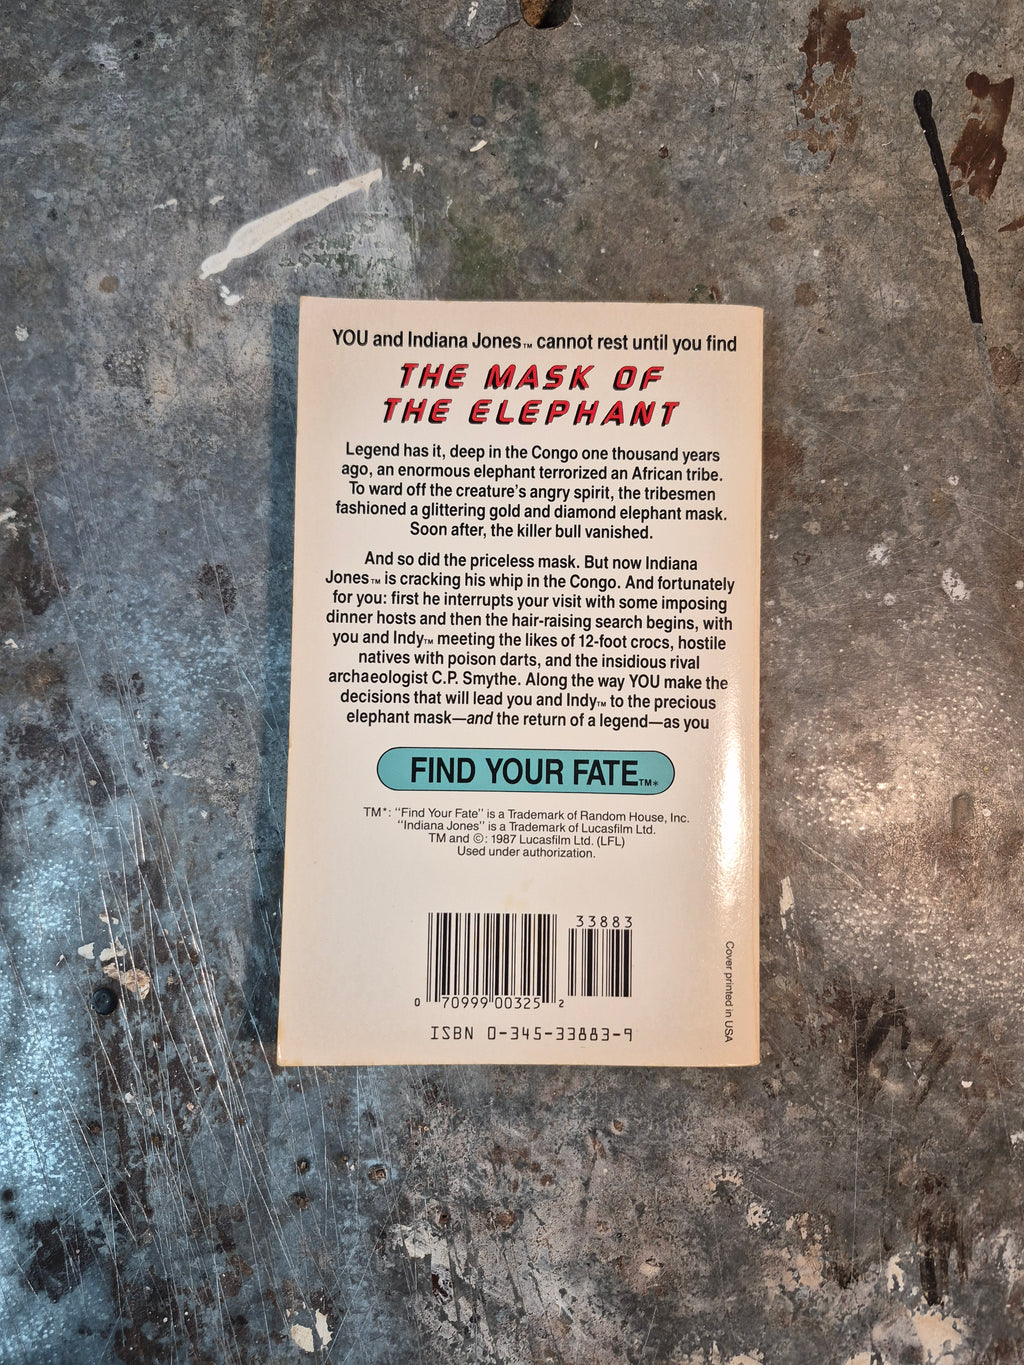 YOU and Indiana Jones™ cannot rest until you find
THE MASK OF
THE ELEPHANT
Legend has it, deep in the Congo one thousand years
ago, an enormous elephant terrorized an African tribe.
To ward off the creature's angry spirit, the tribesmen
fashioned a glittering gold and diamond elephant mask.
Soon after, the killer bull vanished.
And so did the priceless mask. But now Indiana
Jones™ is cracking his whip in the Congo. And fortunately
for you: first he interrupts your visit with some imposing
dinner hosts and then the hair-raising search begins, with
you and Indy™ meeting the likes of 12-foot crocs, hostile
natives with poison darts, and the insidious rival
archaeologist C.P. Smythe. Along the way YOU make the
decisions that will lead you and Indy™ to the precious
elephant mask—and the return of a legend—as you
FIND YOUR FATE™*
TM*: "Find Your Fate" is a Trademark of Random House, Inc.
"Indiana Jones" is a Trademark of Lucasfilm Ltd.
TM and ©: 1987 Lucasfilm Ltd. (LFL)
Used under authorization.
33883
0 70999 00325 2
ISBN 0-345-33883-9
Cover printed in USA